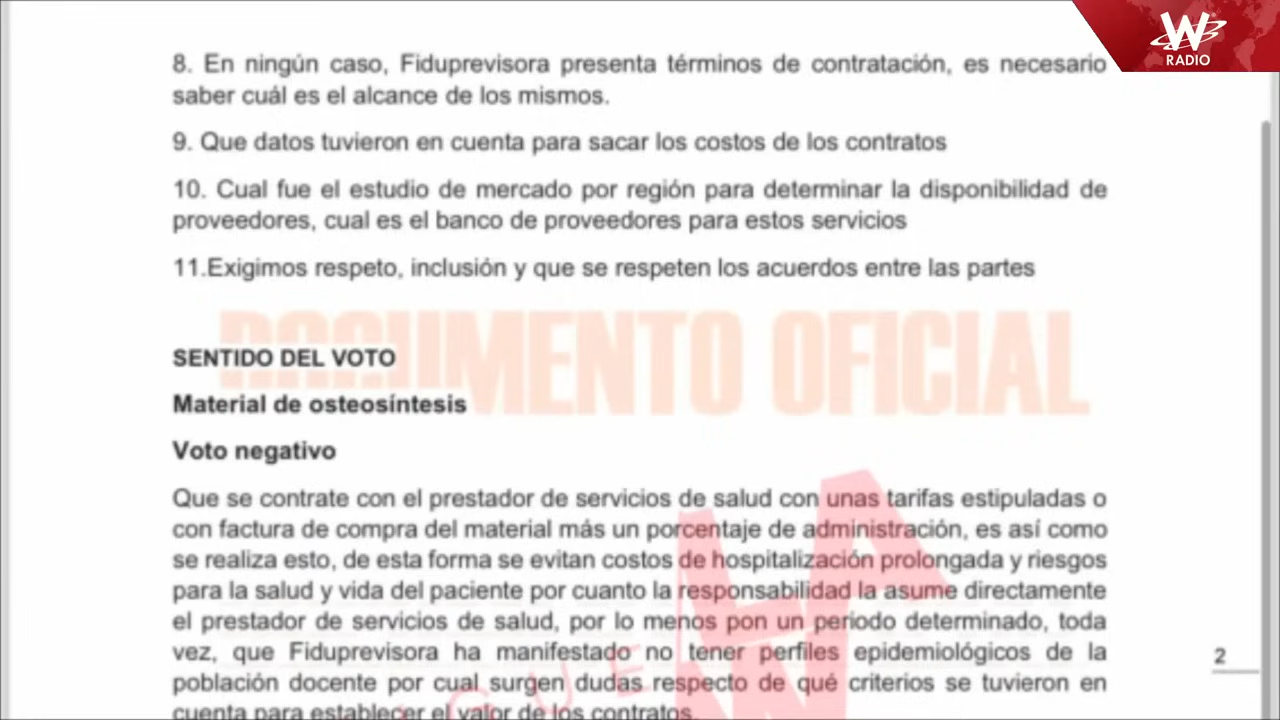 W
RADIO
8. En ningún caso, Fiduprevisora presenta términos de contratación, es necesario
saber cuál es el alcance de los mismos.
9. Que datos tuvieron en cuenta para sacar los costos de los contratos
10. Cual fue el estudio de mercado por región para determinar la disponibilidad de
proveedores, cual es el banco de proveedores para estos servicios
11.Exigimos respeto, inclusión y que se respeten los acuerdos entre las partes
DOCUMENTO OFICIAL
SENTIDO DEL VOTO
Material de osteosíntesis
Voto negativo
Que se contrate con el prestador de servicios de salud con unas tarifas estipuladas o
con factura de compra del material más un porcentaje de administración, es así como
se realiza esto, de esta forma se evitan costos de hospitalización prolongada y riesgos
para la salud y vida del paciente por cuanto la responsabilidad la asume directamente
el prestador de servicios de salud, por lo menos pon un periodo determinado, toda
vez, que Fiduprevisora ha manifestado no tener perfiles epidemiológicos de la
población docente por cual surgen dudas respecto de qué criterios se tuvieron en
cuenta para establecer el valor de los contratos.
LA
W
2